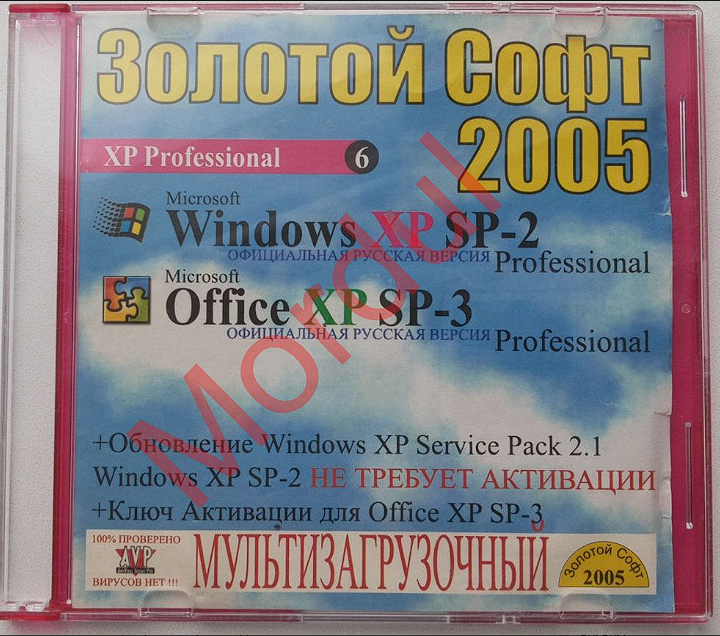 Золотой Софт
2005
XP Professional 6
Microsoft
Windows XP SP-2
ОФИЦИАЛЬНАЯ РУССКАЯ ВЕРСИЯ Professional
Microsoft
Office XP SP-3
ОФИЦИАЛЬНАЯ РУССКАЯ ВЕРСИЯ Professional
Mordul
+Обновление Windows XP Service Pack 2.1
Windows XP SP-2 НЕ ТРЕБУЕТ АКТИВАЦИИ
+Ключ Активации для Office XP SP-3
100% ПРОВЕРЕНО
AVP
ВИРУСОВ НЕТ !!!
МУЛЬТИЗАГРУЗОЧНЫЙ
Золотой Софт
2005